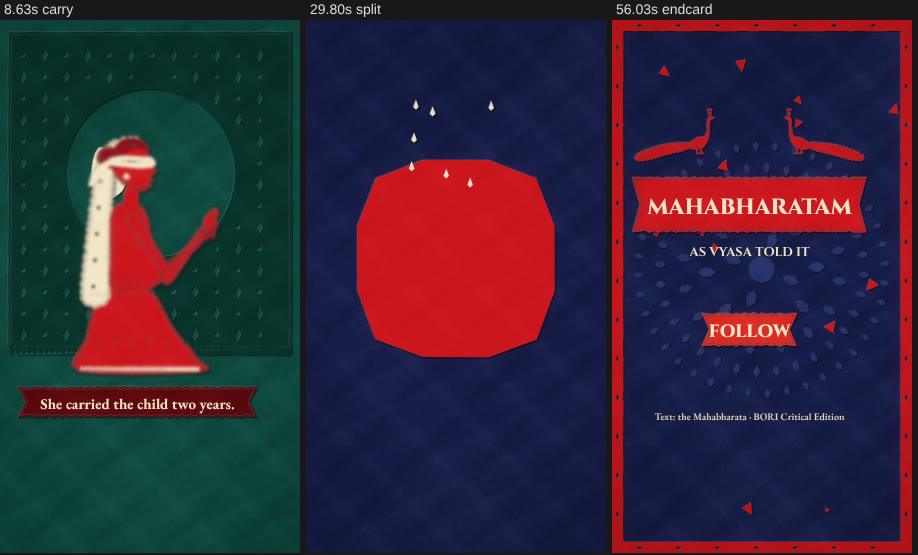 8.63s carry
29.80s split
56.03s endcard
She carried the child two years.
MAHABHARATAM
AS VYASA TOLD IT
FOLLOW
Text: the Mahabharata · BORI Critical Edition